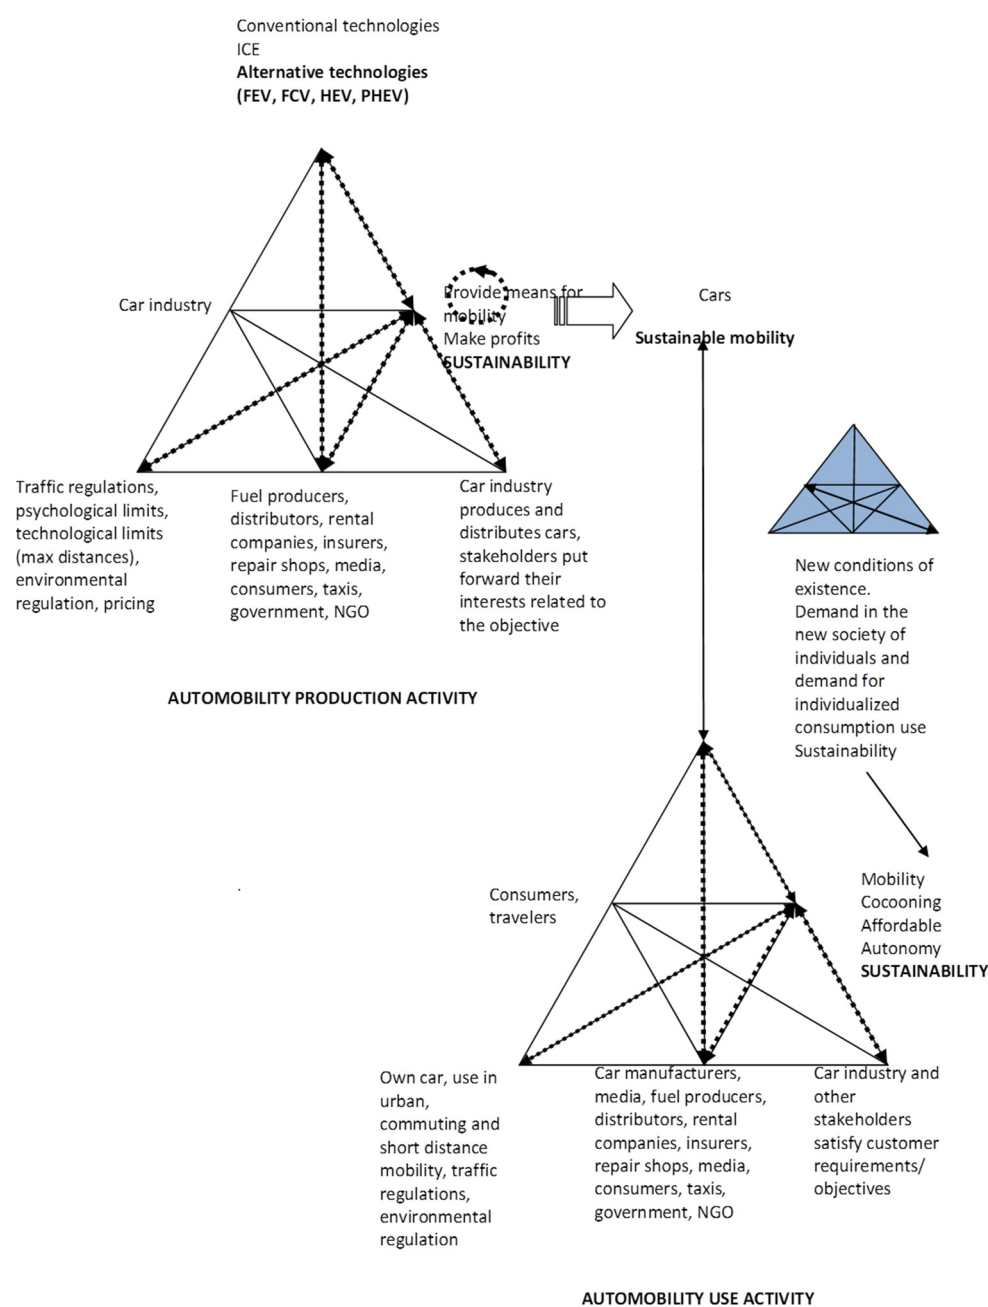 Conventional technologies
ICE
Alternative technologies
(FEV, FCV, HEV, PHEV)
Car industry
Provide means for
mobility
Make profits
SUSTAINABILITY
Cars
Sustainable mobility
Traffic regulations,
psychological limits,
technological limits
(max distances),
environmental
regulation, pricing
Fuel producers,
distributors, rental
companies, insurers,
repair shops, media,
consumers, taxis,
government, NGO
Car industry
produces and
distributes cars,
stakeholders put
forward their
interests related to
the objective
AUTOMOBILITY PRODUCTION ACTIVITY
New conditions of
existence.
Demand in the
new society of
individuals and
demand for
individualized
consumption use
Sustainability
Consumers,
travelers
Mobility
Cocooning
Affordable
Autonomy
SUSTAINABILITY
Own car, use in
urban,
commuting and
short distance
mobility, traffic
regulations,
environmental
regulation
Car manufacturers,
media, fuel producers,
distributors, rental
companies, insurers,
repair shops, media,
consumers, taxis,
government, NGO
Car industry and
other
stakeholders
satisfy customer
requirements/
objectives
AUTOMOBILITY USE ACTIVITY